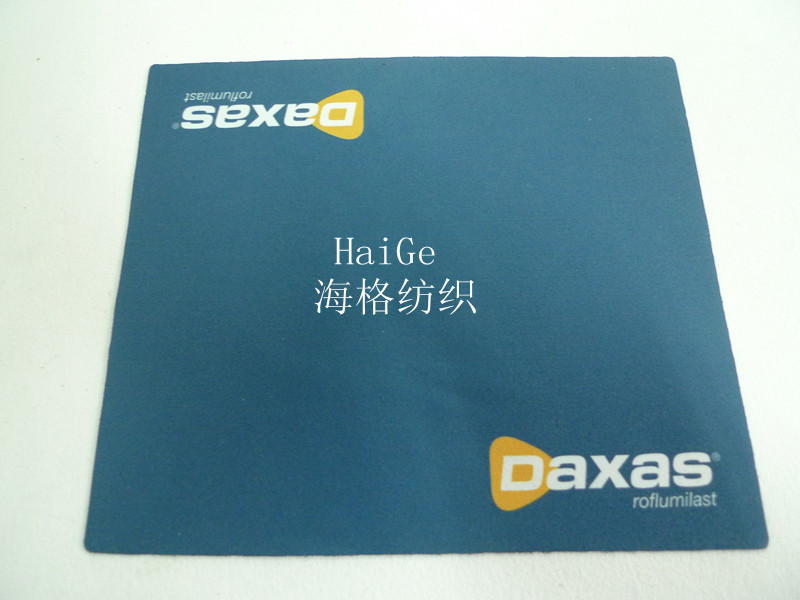 Daxas®
roflumilast
HaiGe
海格纺织
Daxas®
roflumilast